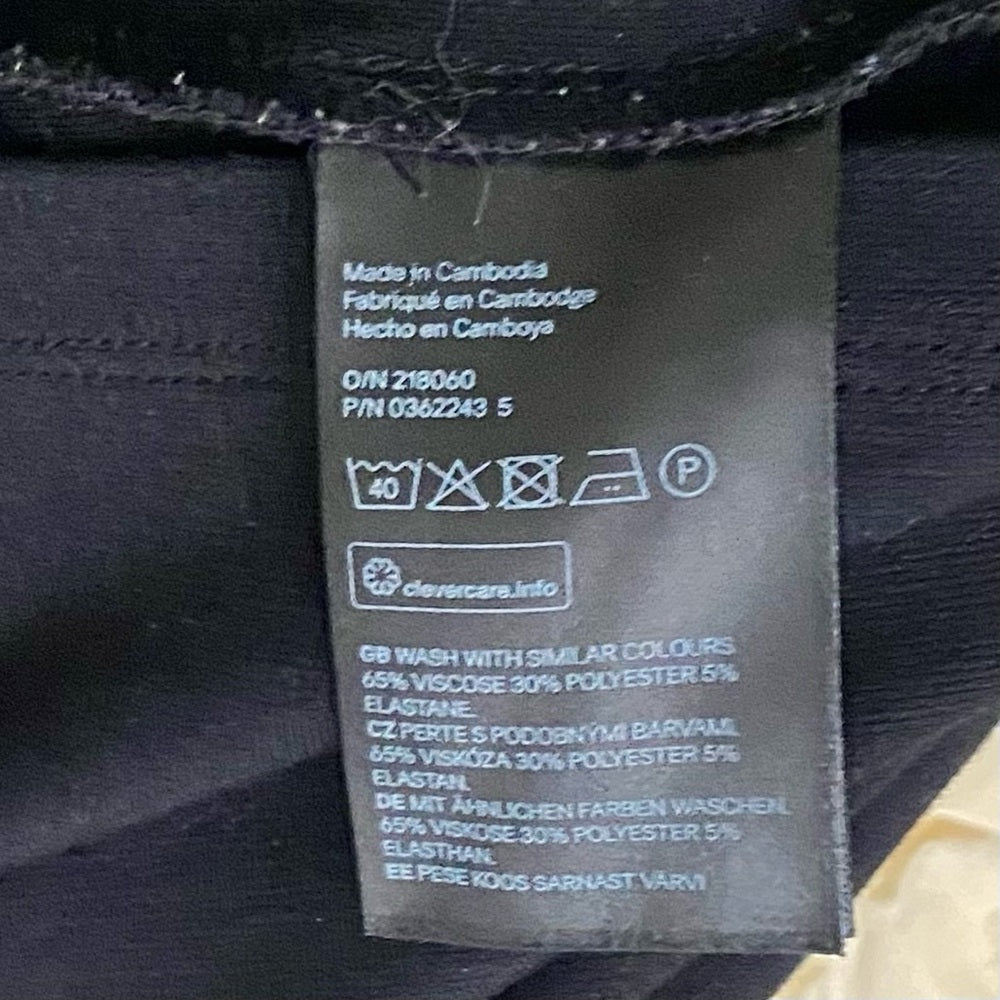 Made in Cambodia
Fabriqué en Cambodge
Hecho en Camboya
O/N 218060
P/N 0362243 5
40
P
clevercare.info
GB WASH WITH SIMILAR COLOURS
65% VISCOSE 30% POLYESTER 5%
ELASTANE.
CZ PERTE S PODOBNÝMI BARVAMI.
65% VISKÓZA 30% POLYESTER 5%
ELASTAN.
DE MIT ÄHNLICHEN FARBEN WASCHEN.
65% VISKOSE 30% POLYESTER 5%
ELASTHAN.
EE PESE KOOS SARNAST VÄRVI